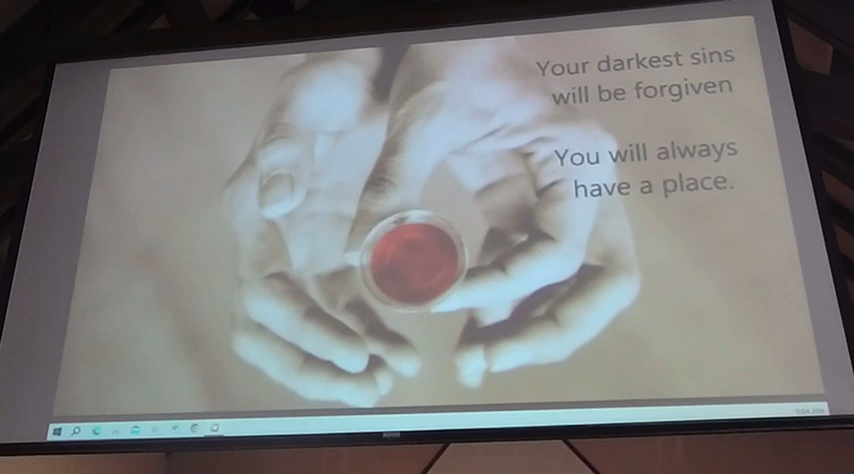 Your darkest sins
will be forgiven
You will always
have a place.